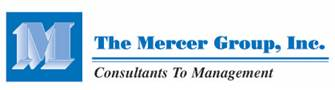 M
The Mercer Group, Inc.
Consultants To Management